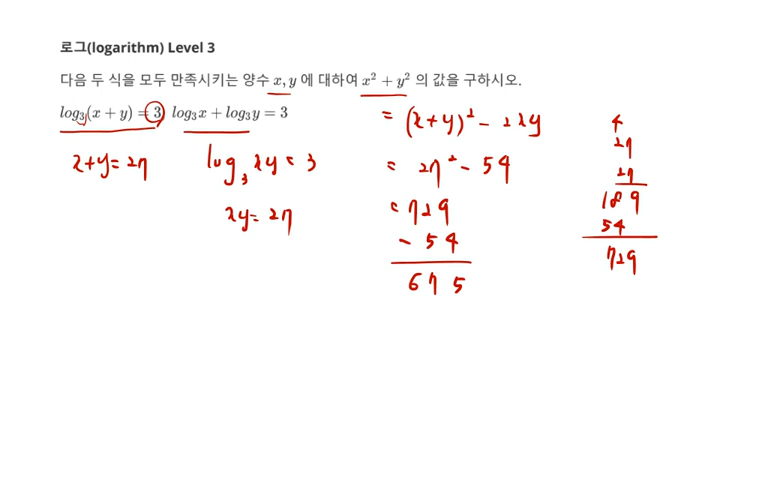 로그(logarithm) Level 3
다음 두 식을 모두 만족시키는 양수 x, y 에 대하여 x² + y² 의 값을 구하시오.
log₃(x + y) = 3, log₃x + log₃y = 3
x+y = 27
log₃ xy = 3
xy = 27
= (x+y)² - 2xy
= 27² - 54
= 729
- 54
675
4
27
27
189
54
729